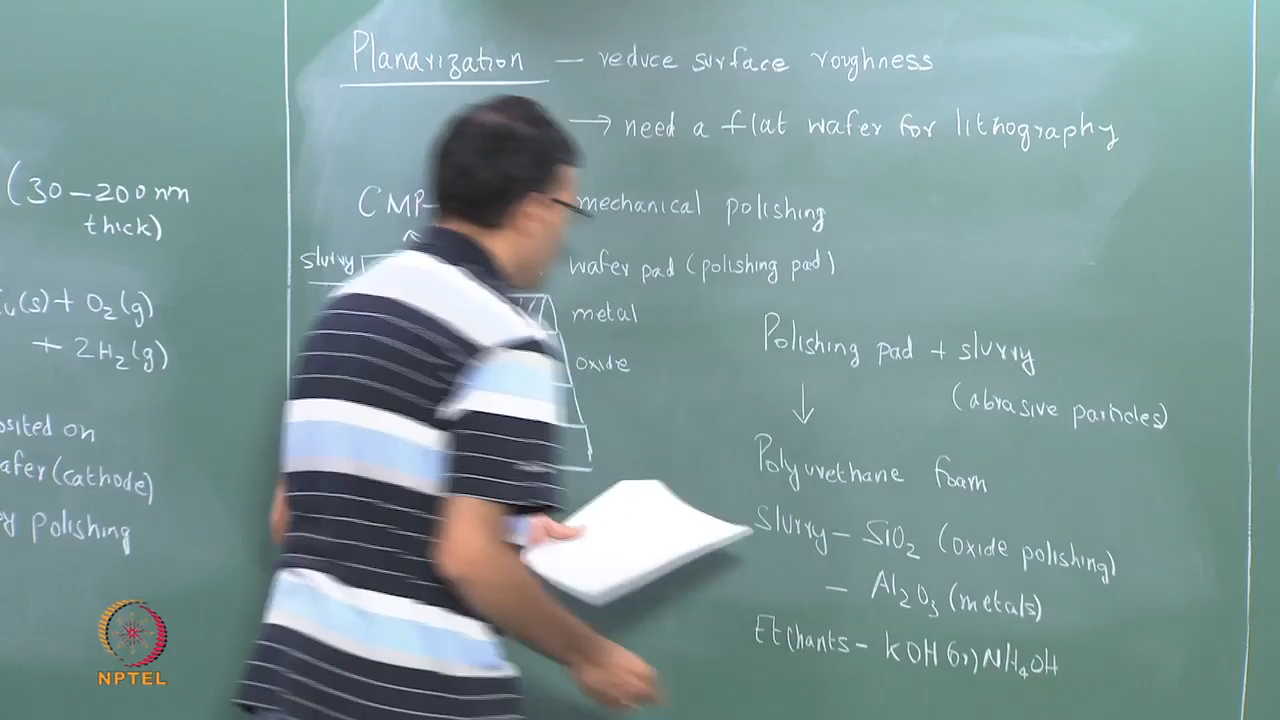 (30-200nm
thick)
(s) + O2(g)
+ 2H2(g)
osited on
afer (cathode)
polishing
Planarization — reduce surface roughness
→ need a flat wafer for lithography
CMP- mechanical polishing
slurry
wafer pad (polishing pad)
metal
oxide
Polishing pad + slurry
(abrasive particles)
↓
Polyurethane foam
Slurry - SiO2 (oxide polishing)
- Al2O3 (metals)
Etchants - KOH (or) NH4OH
NPTEL